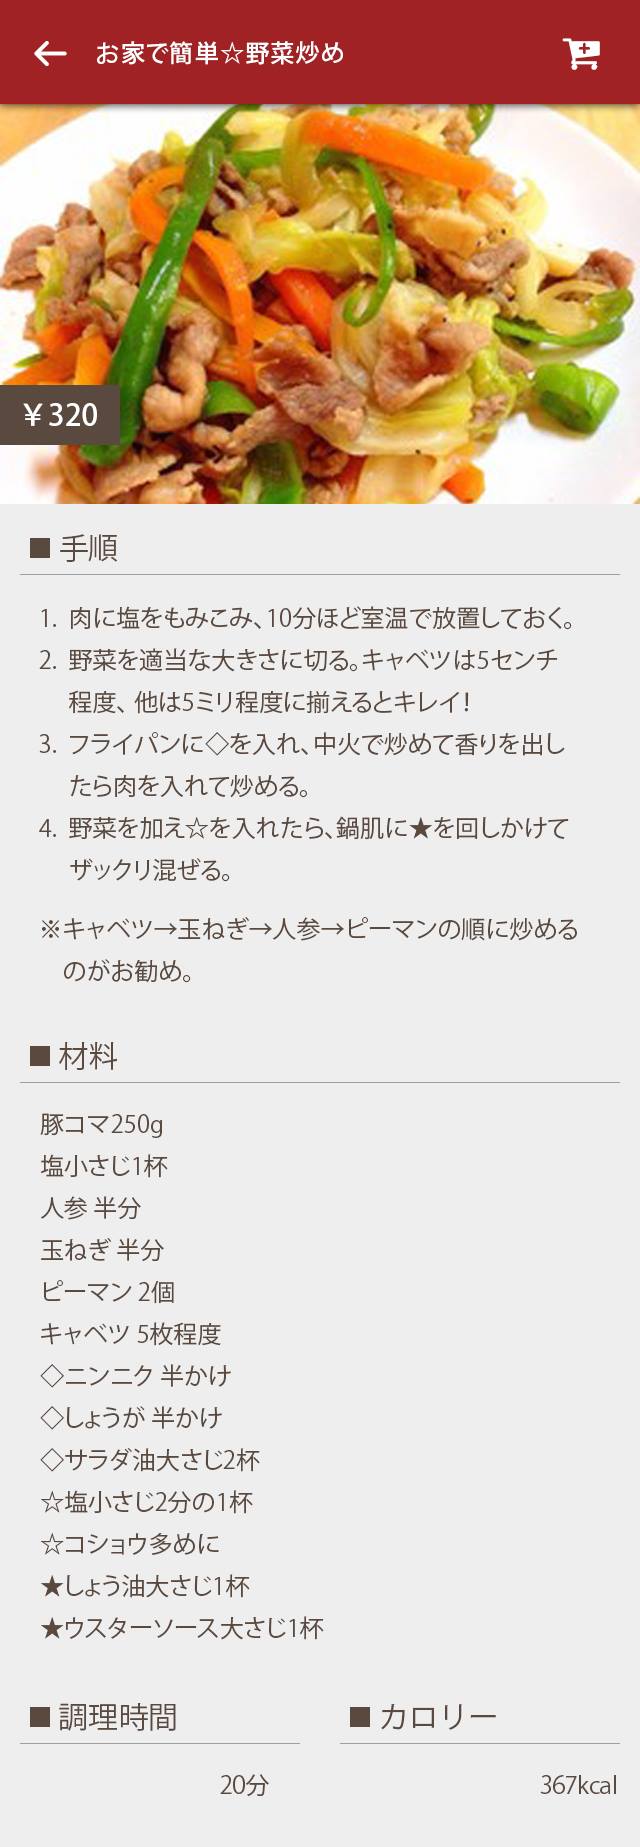 お家で簡単☆野菜炒め
¥320
■ 手順
1. 肉に塩をもみこみ、10分ほど室温で放置しておく。
2. 野菜を適当な大きさに切る。キャベツは5センチ
程度、他は5ミリ程度に揃えるとキレイ!
3. フライパンに◇を入れ、中火で炒めて香りを出し
たら肉を入れて炒める。
4. 野菜を加え☆を入れたら、鍋肌に★を回しかけて
ザックリ混ぜる。
※キャベツ→玉ねぎ→人参→ピーマンの順に炒める
のがお勧め。
■ 材料
豚コマ250g
塩小さじ1杯
人参 半分
玉ねぎ 半分
ピーマン 2個
キャベツ 5枚程度
◇ニンニク 半かけ
◇しょうが 半かけ
◇サラダ油大さじ2杯
☆塩小さじ2分の1杯
☆コショウ多めに
★しょう油大さじ1杯
★ウスターソース大さじ1杯
■ 調理時間
20分
■ カロリー
367kcal